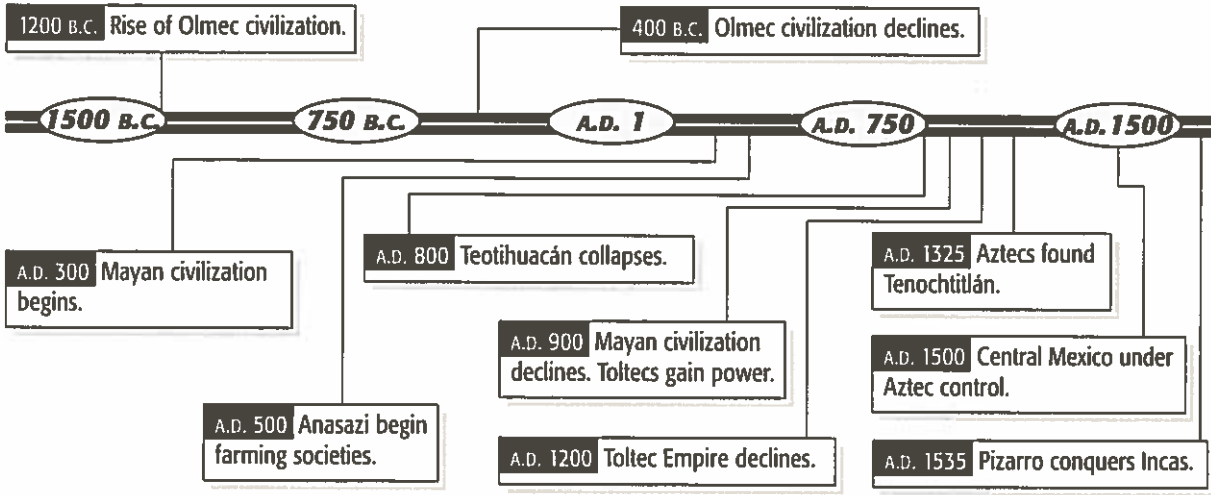 1200 B.C. Rise of Olmec civilization.
400 B.C. Olmec civilization declines.
1500 B.C.
750 B.C.
A.D. 1
A.D. 750
A.D. 1500
A.D. 300 Mayan civilization
begins.
A.D. 500 Anasazi begin
farming societies.
A.D. 800 Teotihuacán collapses.
A.D. 900 Mayan civilization
declines. Toltecs gain power.
A.D. 1200 Toltec Empire declines.
A.D. 1325 Aztecs found
Tenochtitlán.
A.D. 1500 Central Mexico under
Aztec control.
A.D. 1535 Pizarro conquers Incas.